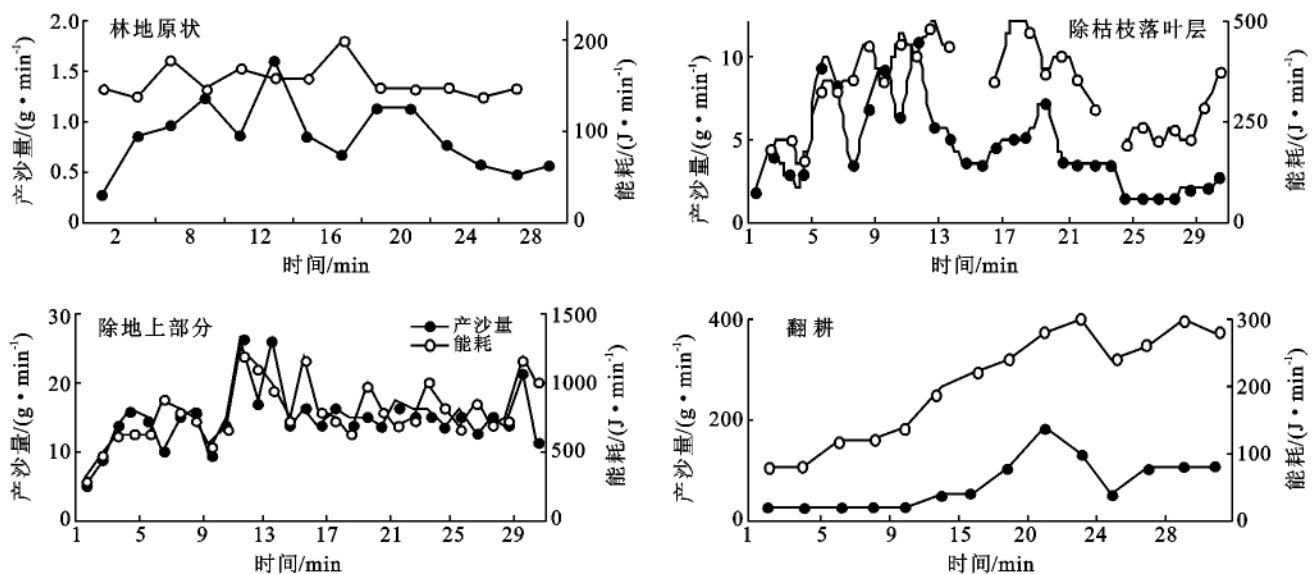 林地原状
产沙量/(g·min⁻¹)
2.0
1.5
1.0
0.5
0
200
100
0
能耗/(J·min⁻¹)
2 6 8 12 13 17 20 21 24 28
时间/min
除枯枝落叶层
产沙量/(g·min⁻¹)
10
5
0
500
250
0
能耗/(J·min⁻¹)
1 5 9 13 17 21 25 29
时间/min
除地上部分
产沙量
能耗
产沙量/(g·min⁻¹)
30
20
10
0
1500
1000
500
0
能耗/(J·min⁻¹)
1 5 9 13 17 21 25 29
时间/min
翻耕
产沙量/(g·min⁻¹)
400
200
0
300
200
100
0
能耗/(J·min⁻¹)
1 4 10 15 20 24 28
时间/min